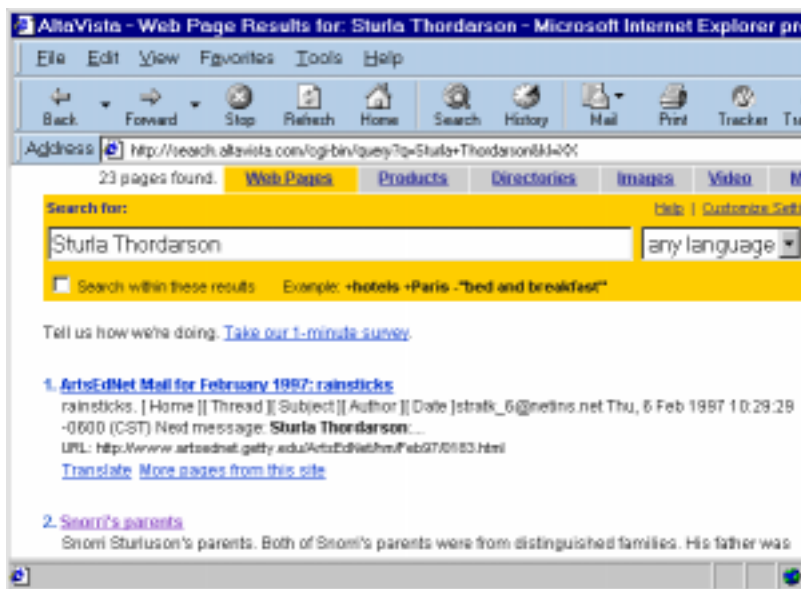 AltaVista - Web Page Results for: Sturla Thordarson - Microsoft Internet Explorer pr
File Edit View Favorites Tools Help
Back Forward Stop Refresh Home Search History Mail Print Tracker
Address http://search.altavista.com/cgi-bin/query?q=Sturla+Thordarson&kl=XX
23 pages found. Web Pages Products Directories Images Video M
Search for: Help | Customize Setti
Sturla Thordarson any language
Search within these results Example: +hotels +Paris -"bed and breakfast"
Tell us how we're doing. Take our 1-minute survey.
1. ArtsEdNet Mail for February 1997: rainsticks
rainsticks. [ Home ][ Thread ][ Subject ][ Author ][ Date ]stratk_6@netins.net Thu, 6 Feb 1997 10:29:29
-0600 (CST) Next message: Sturla Thordarson:...
URL: http://www.artsednet.getty.edu/ArtsEdNet/hm/Feb97/0183.html
Translate More pages from this site
2. Snorri's parents
Snorri Sturluson's parents. Both of Snorri's parents were from distinguished families. His father was